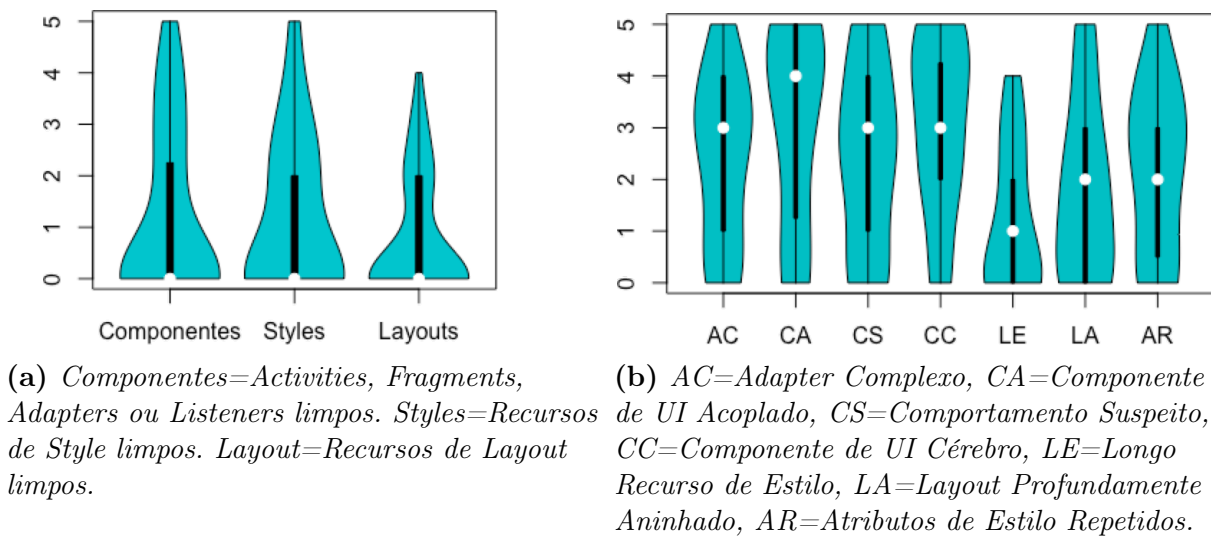 5
4
3
2
1
0
Componentes Styles Layouts
(a) Componentes=Activities, Fragments,
Adapters ou Listeners limpos. Styles=Recursos
de Style limpos. Layout=Recursos de Layout
limpos.
5
4
3
2
1
0
AC CA CS CC LE LA AR
(b) AC=Adapter Complexo, CA=Componente
de UI Acoplado, CS=Comportamento Suspeito,
CC=Componente de UI Cérebro, LE=Longo
Recurso de Estilo, LA=Layout Profundamente
Aninhado, AR=Atributos de Estilo Repetidos.